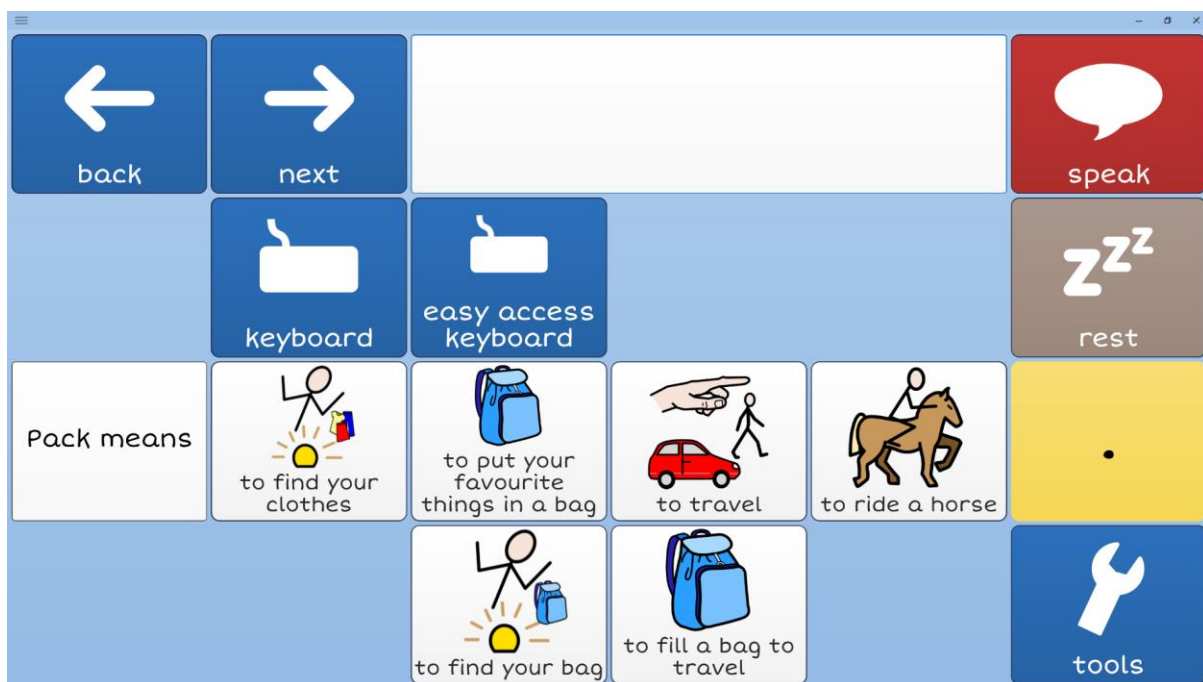 back
next
speak
keyboard
easy access
keyboard
zzz
rest
Pack means
to find your
clothes
to put your
favourite
things in a bag
to travel
to ride a horse
.
to find your bag
to fill a bag to
travel
tools